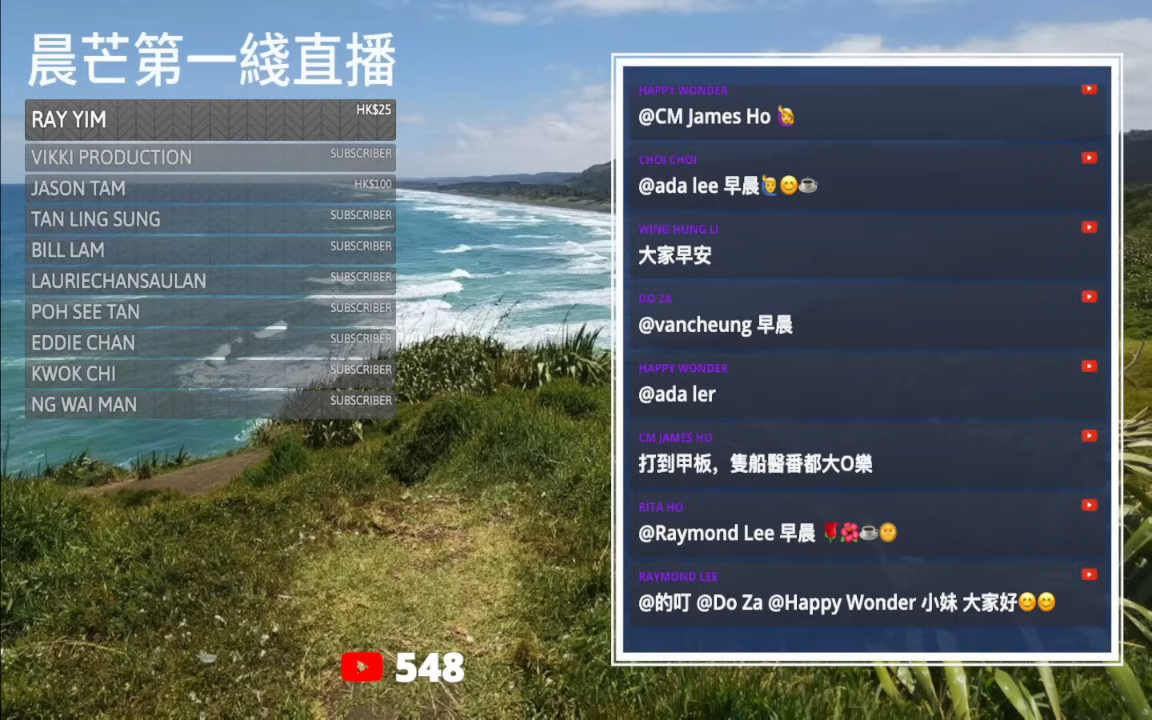 晨芒第一綫直播
RAY YIM HK$25
VIKKI PRODUCTION SUBSCRIBER
JASON TAM HK$100
TAN LING SUNG SUBSCRIBER
BILL LAM SUBSCRIBER
LAURIECHANSAULAN SUBSCRIBER
POH SEE TAN SUBSCRIBER
EDDIE CHAN SUBSCRIBER
KWOK CHI SUBSCRIBER
NG WAI MAN SUBSCRIBER
548
HAPPY WONDER
@CM James Ho 🙋‍♀️
CHOI CHOI
@ada lee 早晨🙋‍♂️😊☕
WING HUNG LI
大家早安
DO ZA
@vancheung 早晨
HAPPY WONDER
@ada ler
CM JAMES HO
打到甲板，隻船醫番都大O樂
RITA HO
@Raymond Lee 早晨 🌹🌺☕🌞
RAYMOND LEE
@的叮 @Do Za @Happy Wonder 小妹 大家好😊😊